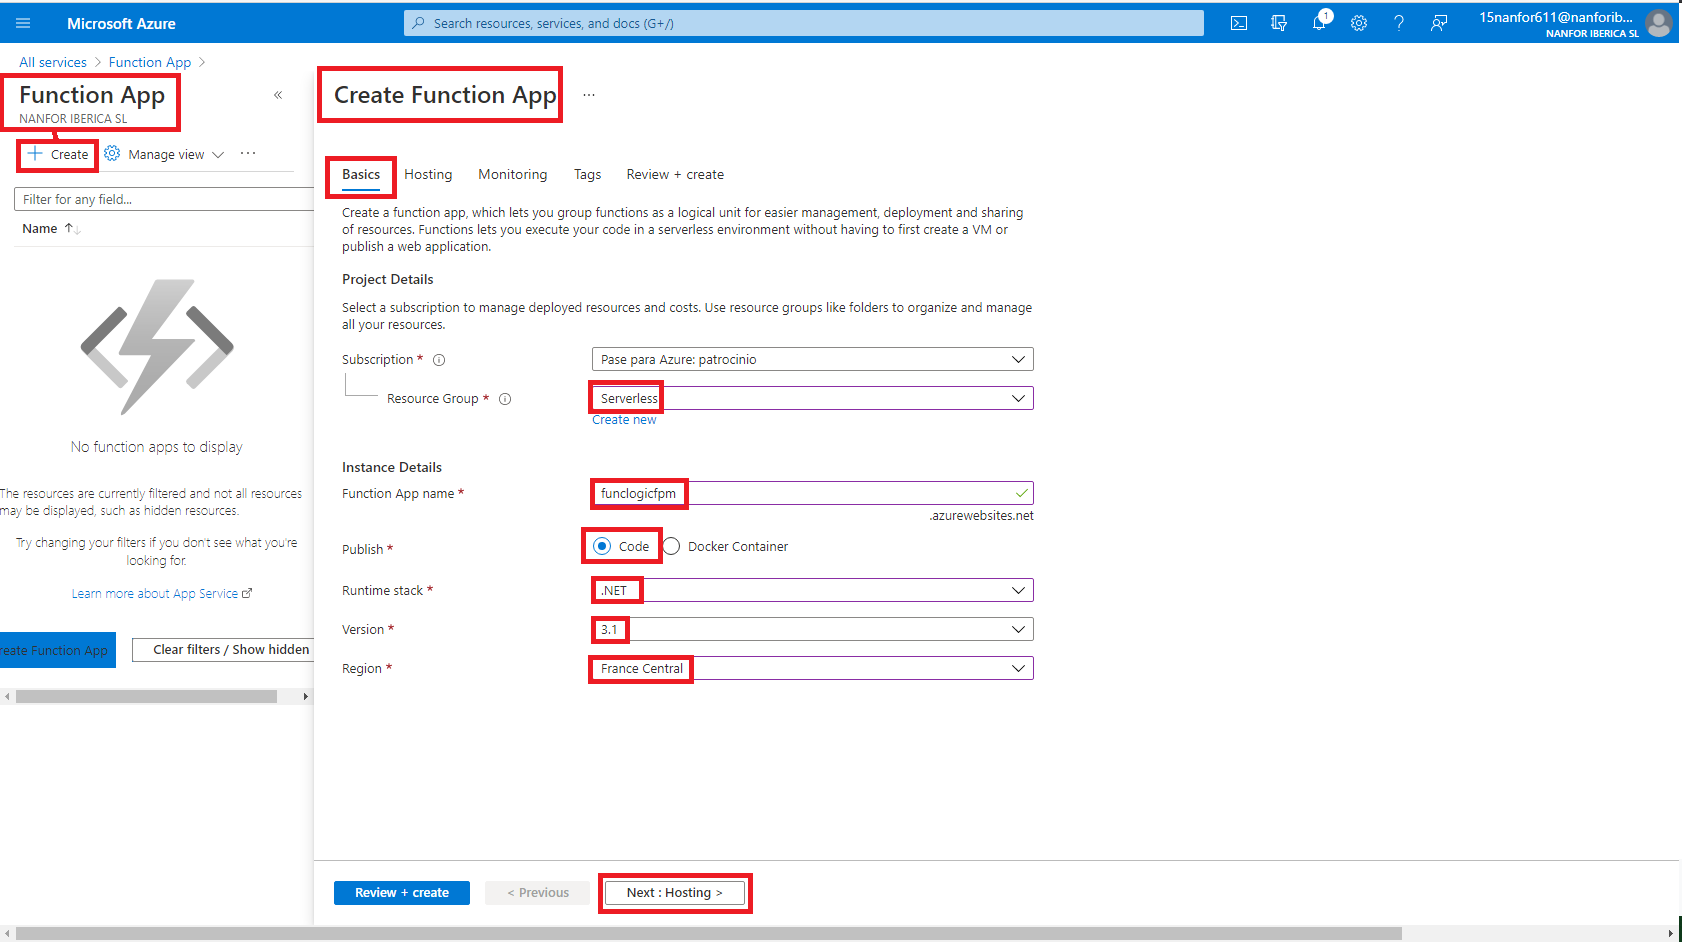 Microsoft Azure
Search resources, services, and docs (G+/)
1
15nanfor611@nanforib...
NANFOR IBERICA SL
All services > Function App >
Function App
NANFOR IBERICA SL
«
+ Create
Manage view
...
Filter for any field...
Name ↑↓
No function apps to display
The resources are currently filtered and not all resources
may be displayed, such as hidden resources.
Try changing your filters if you don't see what you're
looking for.
Learn more about App Service
reate Function App
Clear filters / Show hidden
Create Function App
...
Basics
Hosting
Monitoring
Tags
Review + create
Create a function app, which lets you group functions as a logical unit for easier management, deployment and sharing
of resources. Functions lets you execute your code in a serverless environment without having to first create a VM or
publish a web application.
Project Details
Select a subscription to manage deployed resources and costs. Use resource groups like folders to organize and manage
all your resources.
Subscription *
Pase para Azure: patrocinio
Resource Group *
Serverless
Create new
Instance Details
Function App name *
funclogicfpm
.azurewebsites.net
Publish *
Code
Docker Container
Runtime stack *
.NET
Version *
3.1
Region *
France Central
Review + create
< Previous
Next : Hosting >